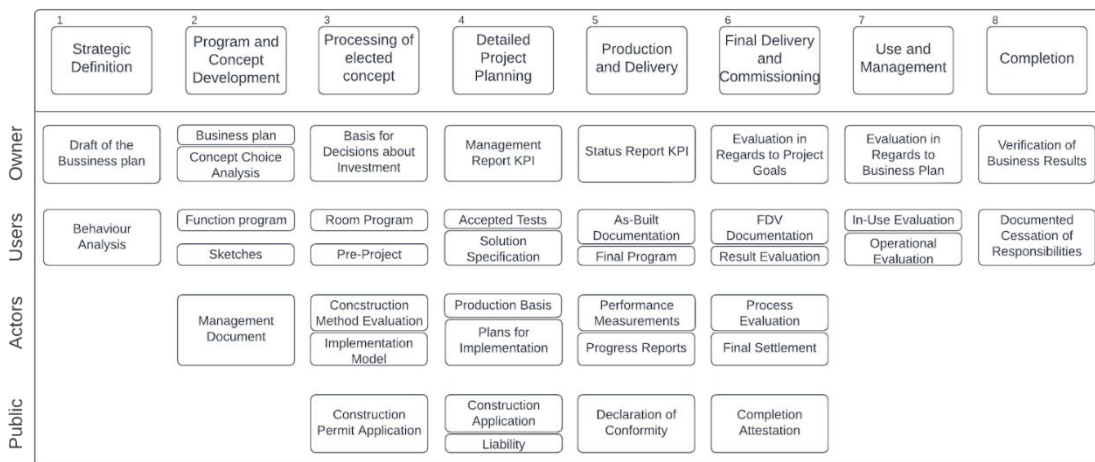 1
2
3
4
5
6
7
8
Strategic
Definition
Program and
Concept
Development
Processing of
elected
concept
Detailed
Project
Planning
Production
and Delivery
Final Delivery
and
Commissioning
Use and
Management
Completion
Owner
Draft of the
Bussiness plan
Business plan
Concept Choice
Analysis
Basis for
Decisions about
Investment
Management
Report KPI
Status Report KPI
Evaluation in
Regards to Project
Goals
Evaluation in
Regards to
Business Plan
Verification of
Business Results
Users
Behaviour
Analysis
Function program
Sketches
Room Program
Pre-Project
Accepted Tests
Solution
Specification
As-Built
Documentation
Final Program
FDV
Documentation
Result Evaluation
In-Use Evaluation
Operational
Evaluation
Documented
Cessation of
Responsibilities
Actors
Management
Document
Concstruction
Method Evaluation
Implementation
Model
Production Basis
Plans for
Implementation
Performance
Measurements
Progress Reports
Process
Evaluation
Final Settlement
Public
Construction
Permit Application
Construction
Application
Liability
Declaration of
Conformity
Completion
Attestation